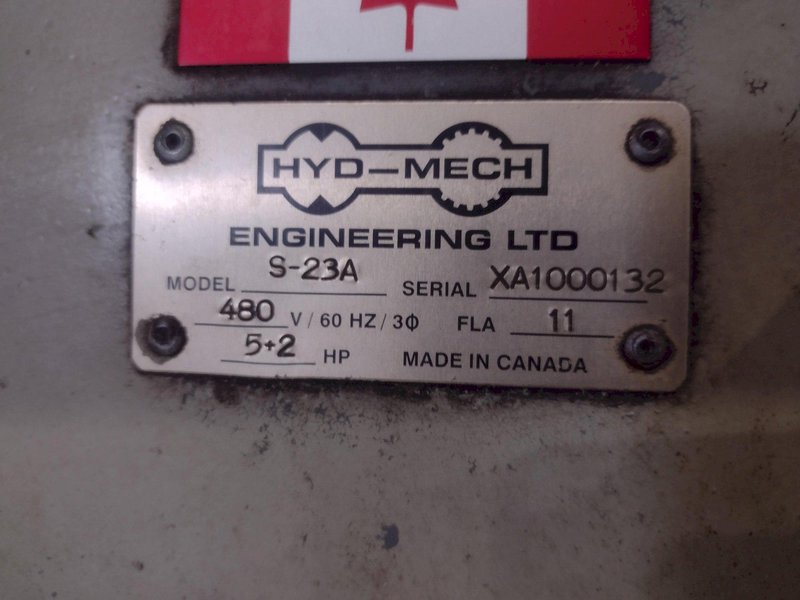 HYD-MECH
ENGINEERING LTD
MODEL S-23A SERIAL XA1000132
480 V / 60 HZ / 3Φ FLA 11
5+2 HP MADE IN CANADA